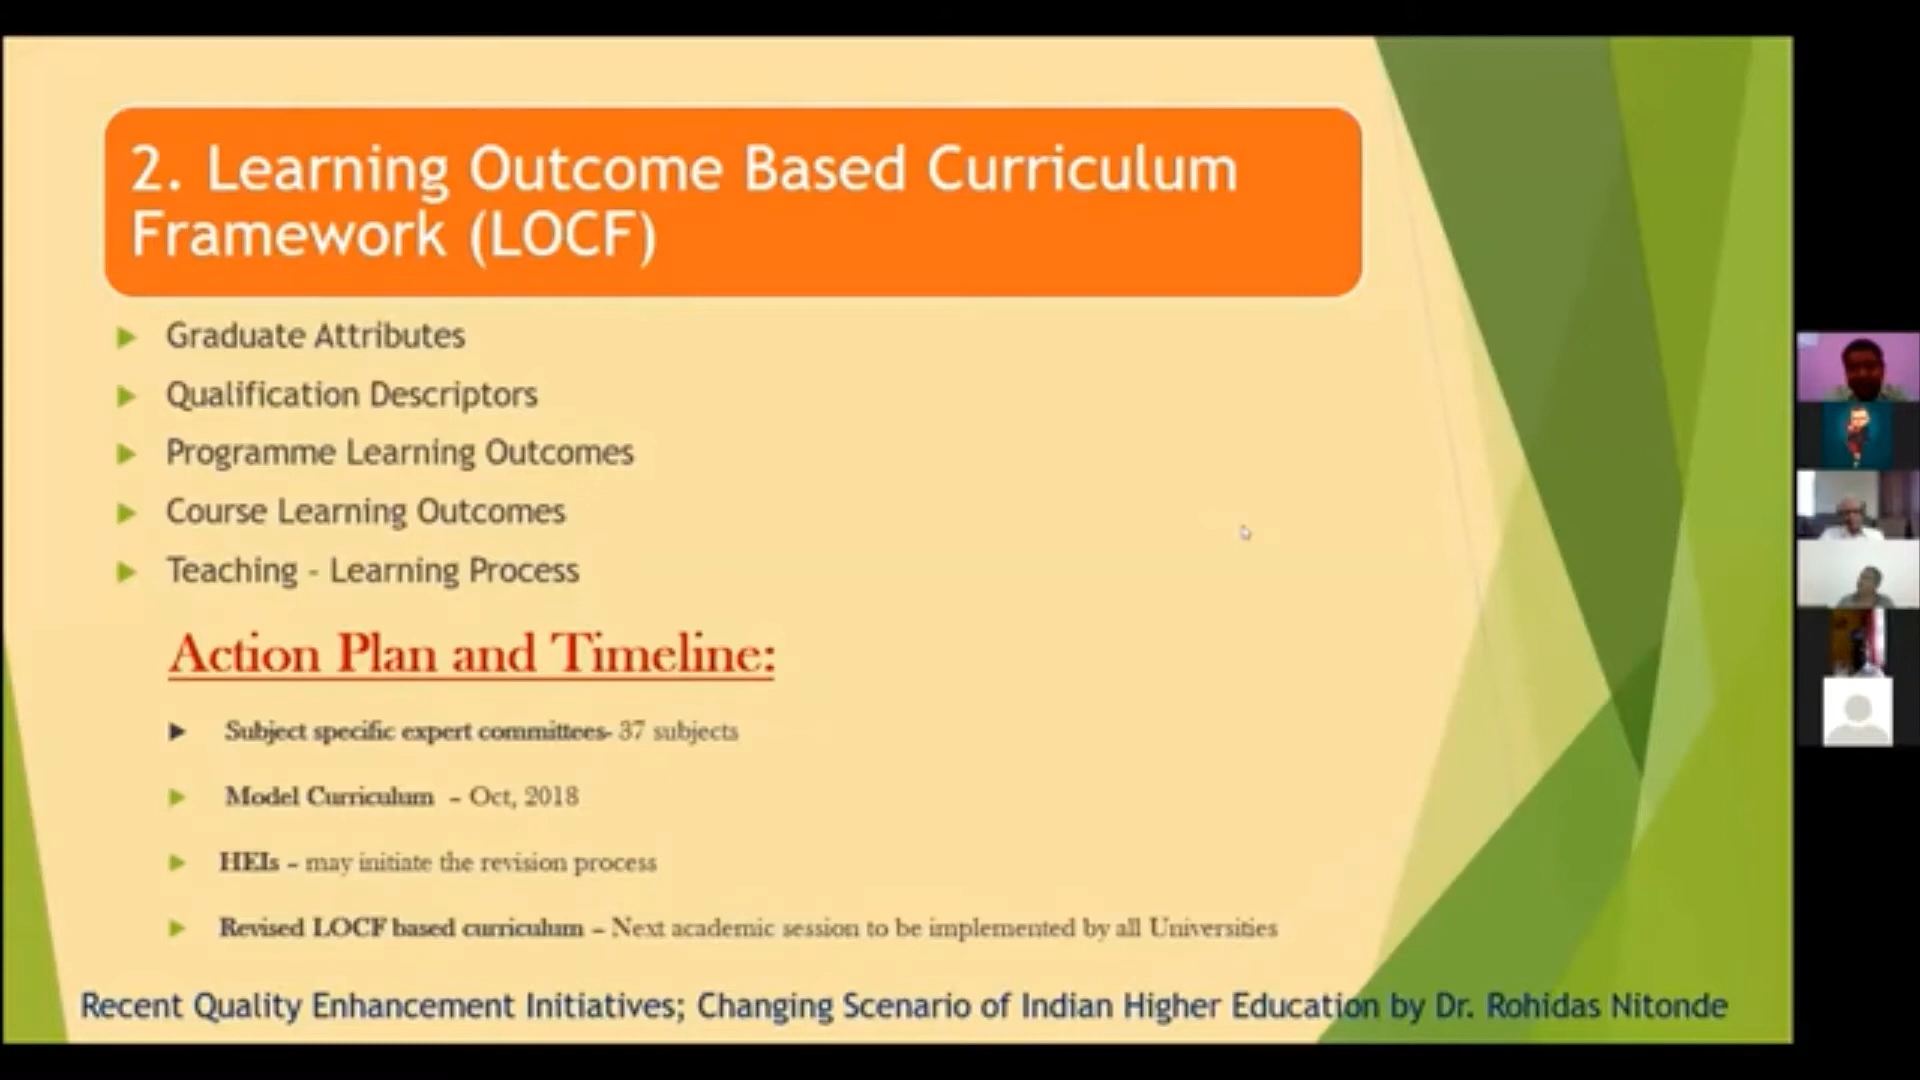 2. Learning Outcome Based Curriculum
Framework (LOCF)
Graduate Attributes
Qualification Descriptors
Programme Learning Outcomes
Course Learning Outcomes
Teaching - Learning Process
Action Plan and Timeline:
Subject specific expert committees- 37 subjects
Model Curriculum – Oct, 2018
HEIs – may initiate the revision process
Revised LOCF based curriculum – Next academic session to be implemented by all Universities
Recent Quality Enhancement Initiatives; Changing Scenario of Indian Higher Education by Dr. Rohidas Nitonde